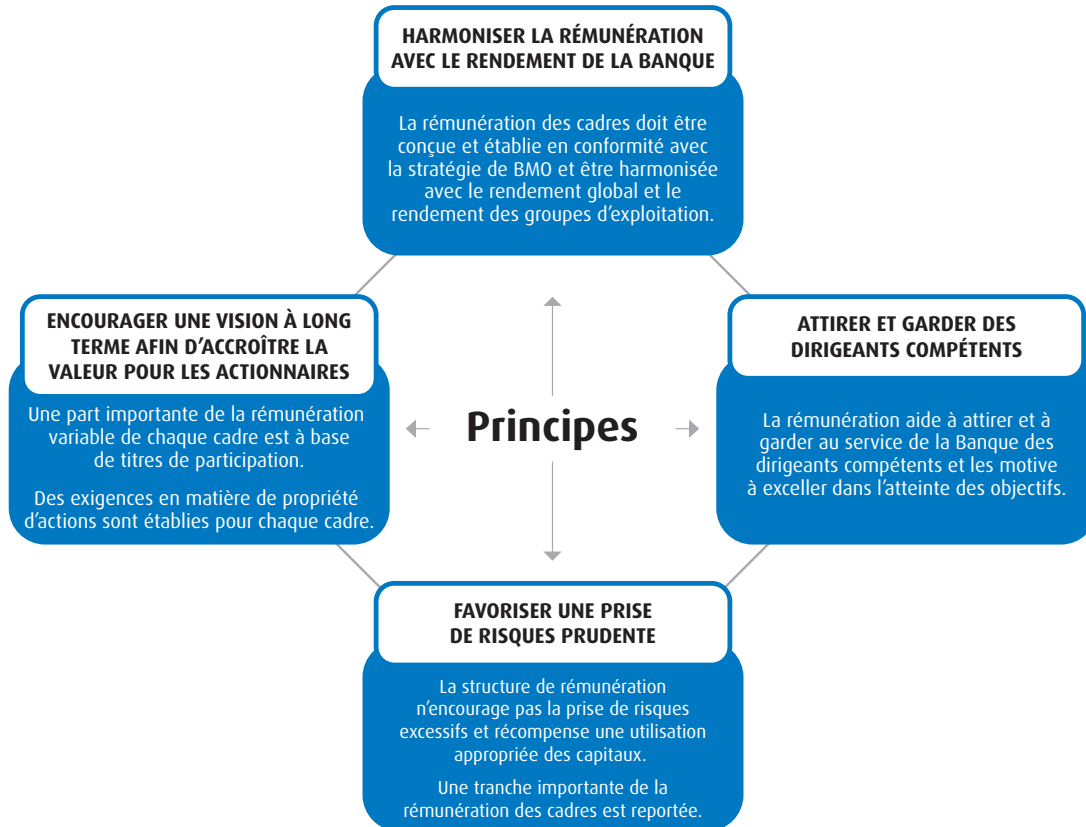 HARMONISER LA RÉMUNÉRATION
AVEC LE RENDEMENT DE LA BANQUE
La rémunération des cadres doit être
conçue et établie en conformité avec
la stratégie de BMO et être harmonisée
avec le rendement global et le
rendement des groupes d’exploitation.
ENCOURAGER UNE VISION À LONG
TERME AFIN D’ACCROÎTRE LA
VALEUR POUR LES ACTIONNAIRES
Une part importante de la rémunération
variable de chaque cadre est à base
de titres de participation.
Des exigences en matière de propriété
d’actions sont établies pour chaque cadre.
Principes
ATTIRER ET GARDER DES
DIRIGEANTS COMPÉTENTS
La rémunération aide à attirer et à
garder au service de la Banque des
dirigeants compétents et les motive
à exceller dans l’atteinte des objectifs.
FAVORISER UNE PRISE
DE RISQUES PRUDENTE
La structure de rémunération
n’encourage pas la prise de risques
excessifs et récompense une utilisation
appropriée des capitaux.
Une tranche importante de la
rémunération des cadres est reportée.